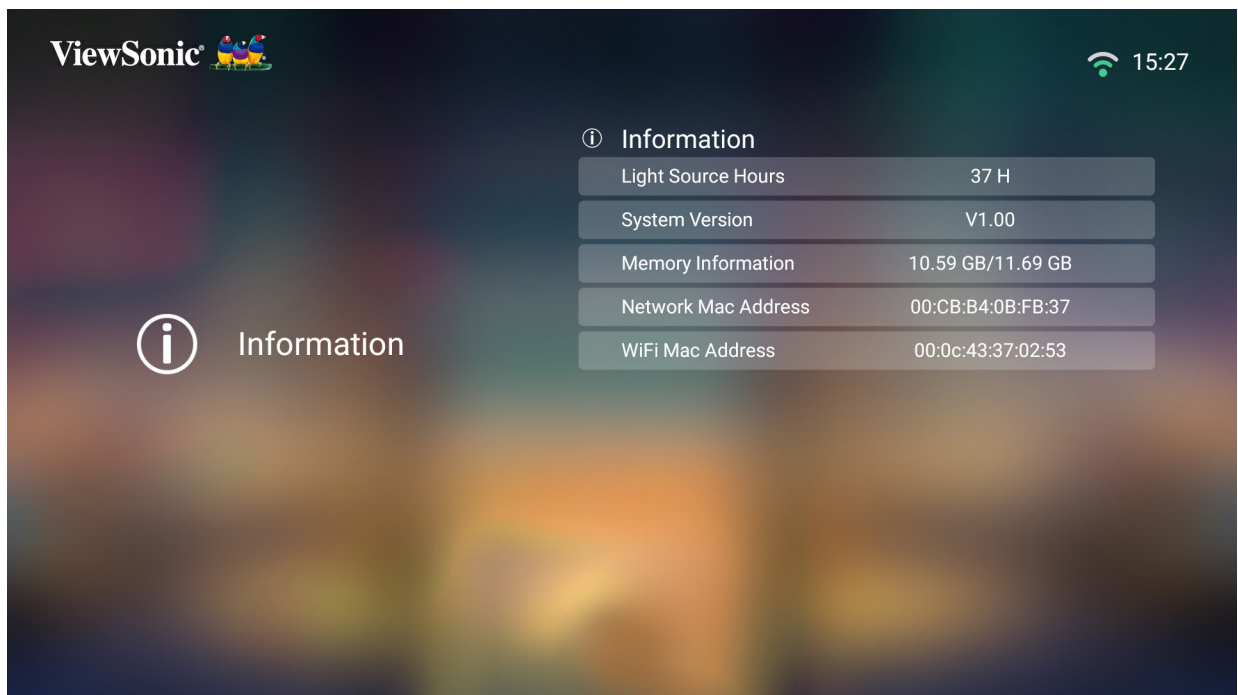 ViewSonic®
15:27
Information
Light Source Hours 37 H
System Version V1.00
Memory Information 10.59 GB/11.69 GB
Network Mac Address 00:CB:B4:0B:FB:37
WiFi Mac Address 00:0c:43:37:02:53
Information